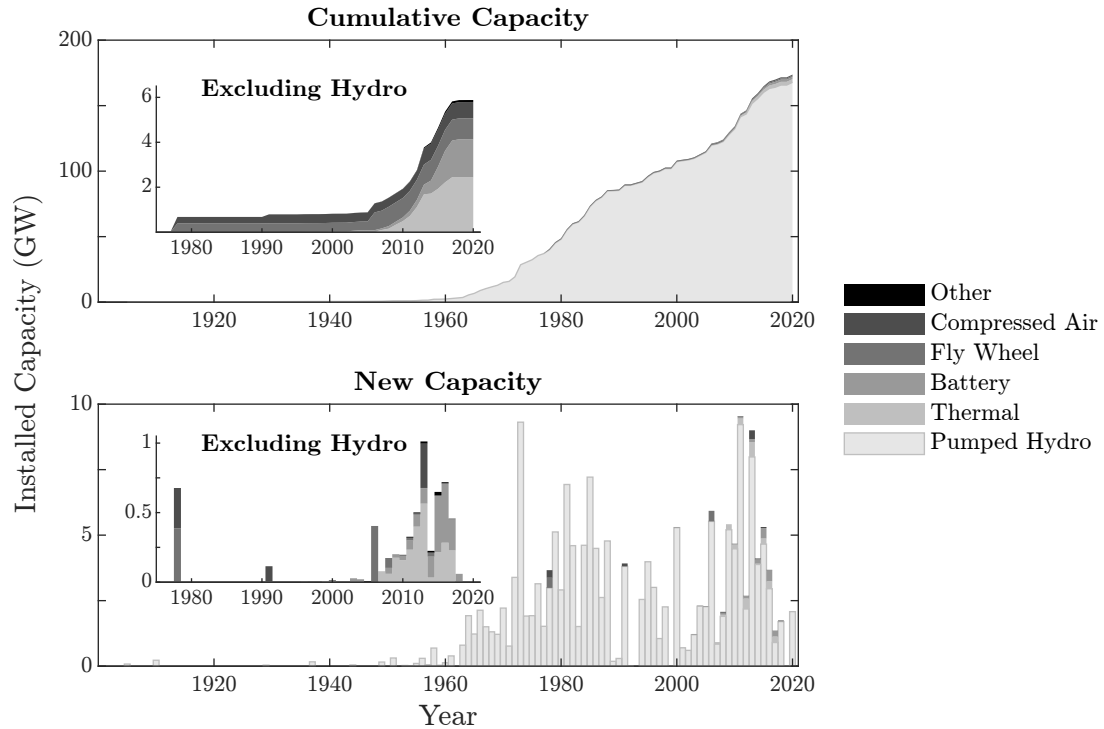 Cumulative Capacity
200
100
0
1920
1940
1960
1980
2000
2020
Excluding Hydro
6
4
2
1980
1990
2000
2010
2020
Installed Capacity (GW)
Other
Compressed Air
Fly Wheel
Battery
Thermal
Pumped Hydro
New Capacity
10
5
0
1920
1940
1960
1980
2000
2020
Excluding Hydro
1
0.5
0
1980
1990
2000
2010
2020
Year